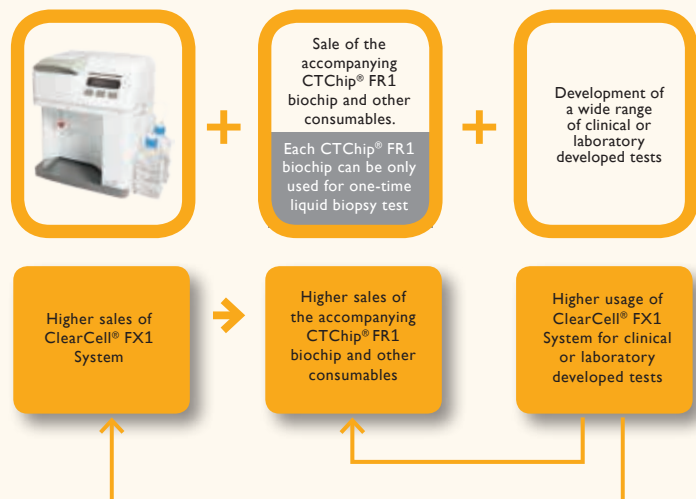 Sale of the
accompanying
CTChip® FR1
biochip and other
consumables.
Each CTChip® FR1
biochip can be only
used for one-time
liquid biopsy test
Development of
a wide range
of clinical or
laboratory
developed tests
Higher sales of
ClearCell® FX1
System
Higher sales of
the accompanying
CTChip® FR1
biochip and other
consumables
Higher usage of
ClearCell® FX1
System for clinical
or laboratory
developed tests